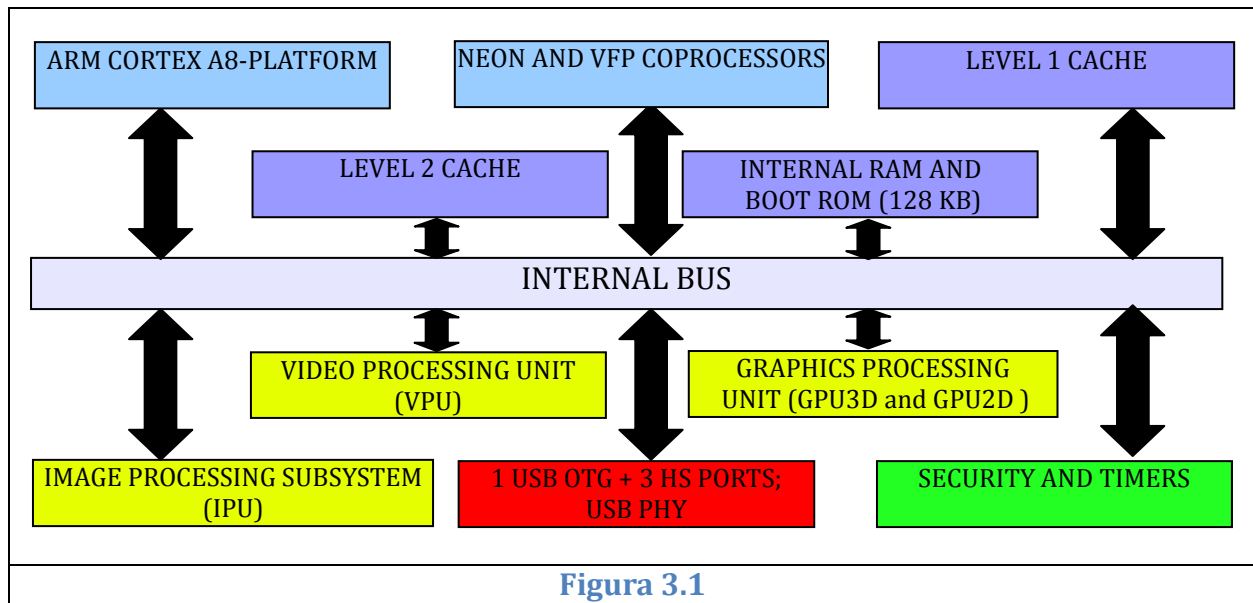 ARM CORTEX A8-PLATFORM
NEON AND VFP COPROCESSORS
LEVEL 1 CACHE
LEVEL 2 CACHE
INTERNAL RAM AND
BOOT ROM (128 KB)
INTERNAL BUS
VIDEO PROCESSING UNIT
(VPU)
GRAPHICS PROCESSING
UNIT (GPU3D and GPU2D )
IMAGE PROCESSING SUBSYSTEM
(IPU)
1 USB OTG + 3 HS PORTS;
USB PHY
SECURITY AND TIMERS
Figura 3.1